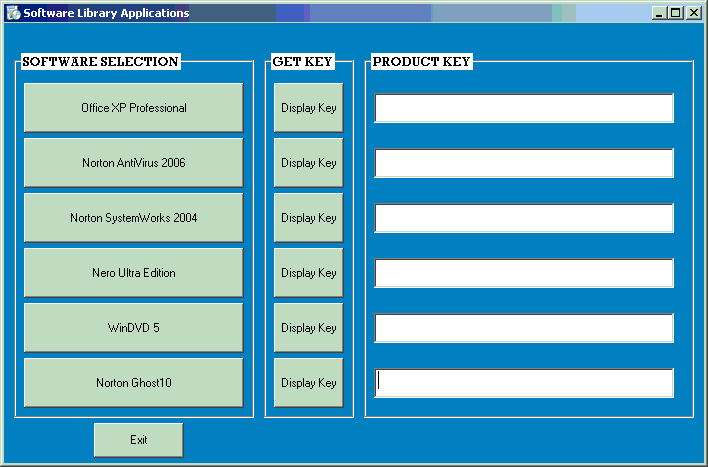 Software Library Applications
SOFTWARE SELECTION GET KEY PRODUCT KEY
Office XP Professional Display Key
Norton AntiVirus 2006 Display Key
Norton SystemWorks 2004 Display Key
Nero Ultra Edition Display Key
WinDVD 5 Display Key
Norton Ghost10 Display Key
Exit